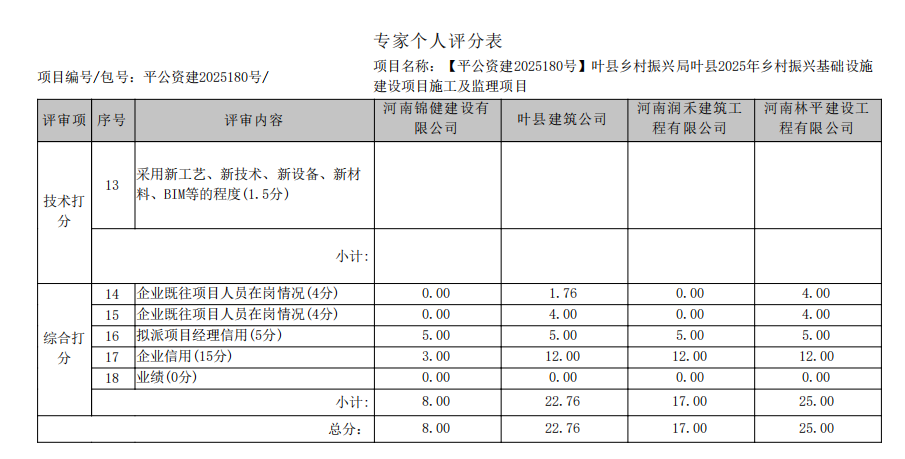 专家个人评分表
项目编号/包号：平公资建2025180号/
项目名称：【平公资建2025180号】叶县乡村振兴局叶县2025年乡村振兴基础设施
建设项目施工及监理项目
评审项 序号 评审内容 河南锦健建设有 叶县建筑公司 河南润禾建筑工 河南林平建设工
限公司 程有限公司 程有限公司
技术打
分
13
采用新工艺、新技术、新设备、新材
料、BIM等的程度(1.5分)
小计:
综合打
分
14 企业既往项目人员在岗情况(4分) 0.00 1.76 0.00 4.00
15 企业既往项目人员在岗情况(4分) 0.00 4.00 0.00 4.00
16 拟派项目经理信用(5分) 5.00 5.00 5.00 5.00
17 企业信用(15分) 3.00 12.00 12.00 12.00
18 业绩(0分) 0.00 0.00 0.00 0.00
小计: 8.00 22.76 17.00 25.00
总分： 8.00 22.76 17.00 25.00